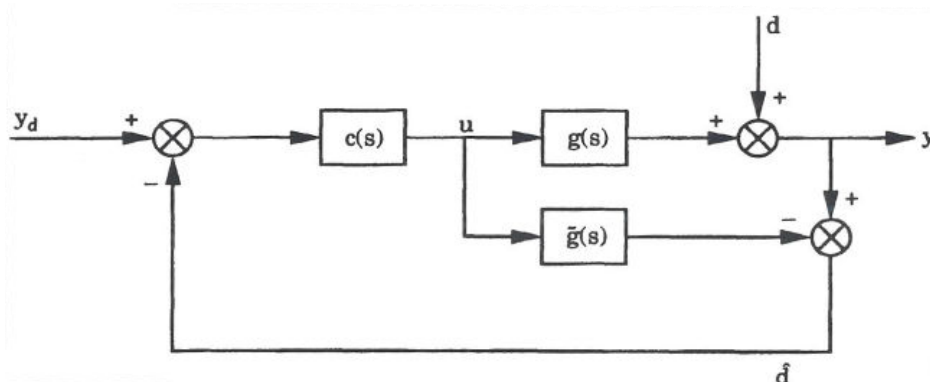 d
+
y_d + c(s) u g(s) + y
−
+
g̃(s) −
d̂